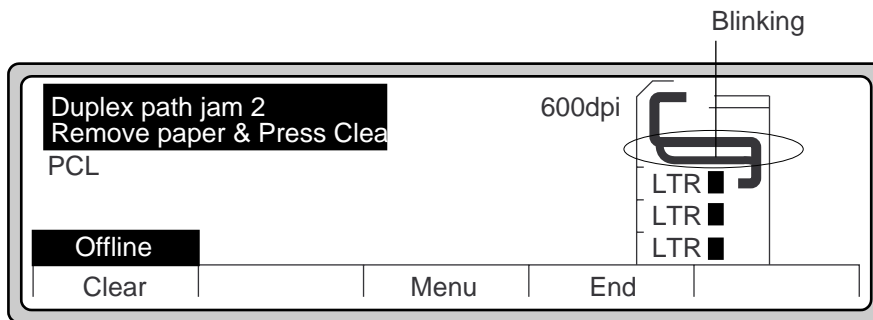 Blinking
Duplex path jam 2
Remove paper & Press Clea
600dpi
PCL
LTR
LTR
LTR
Offline
Clear
Menu
End